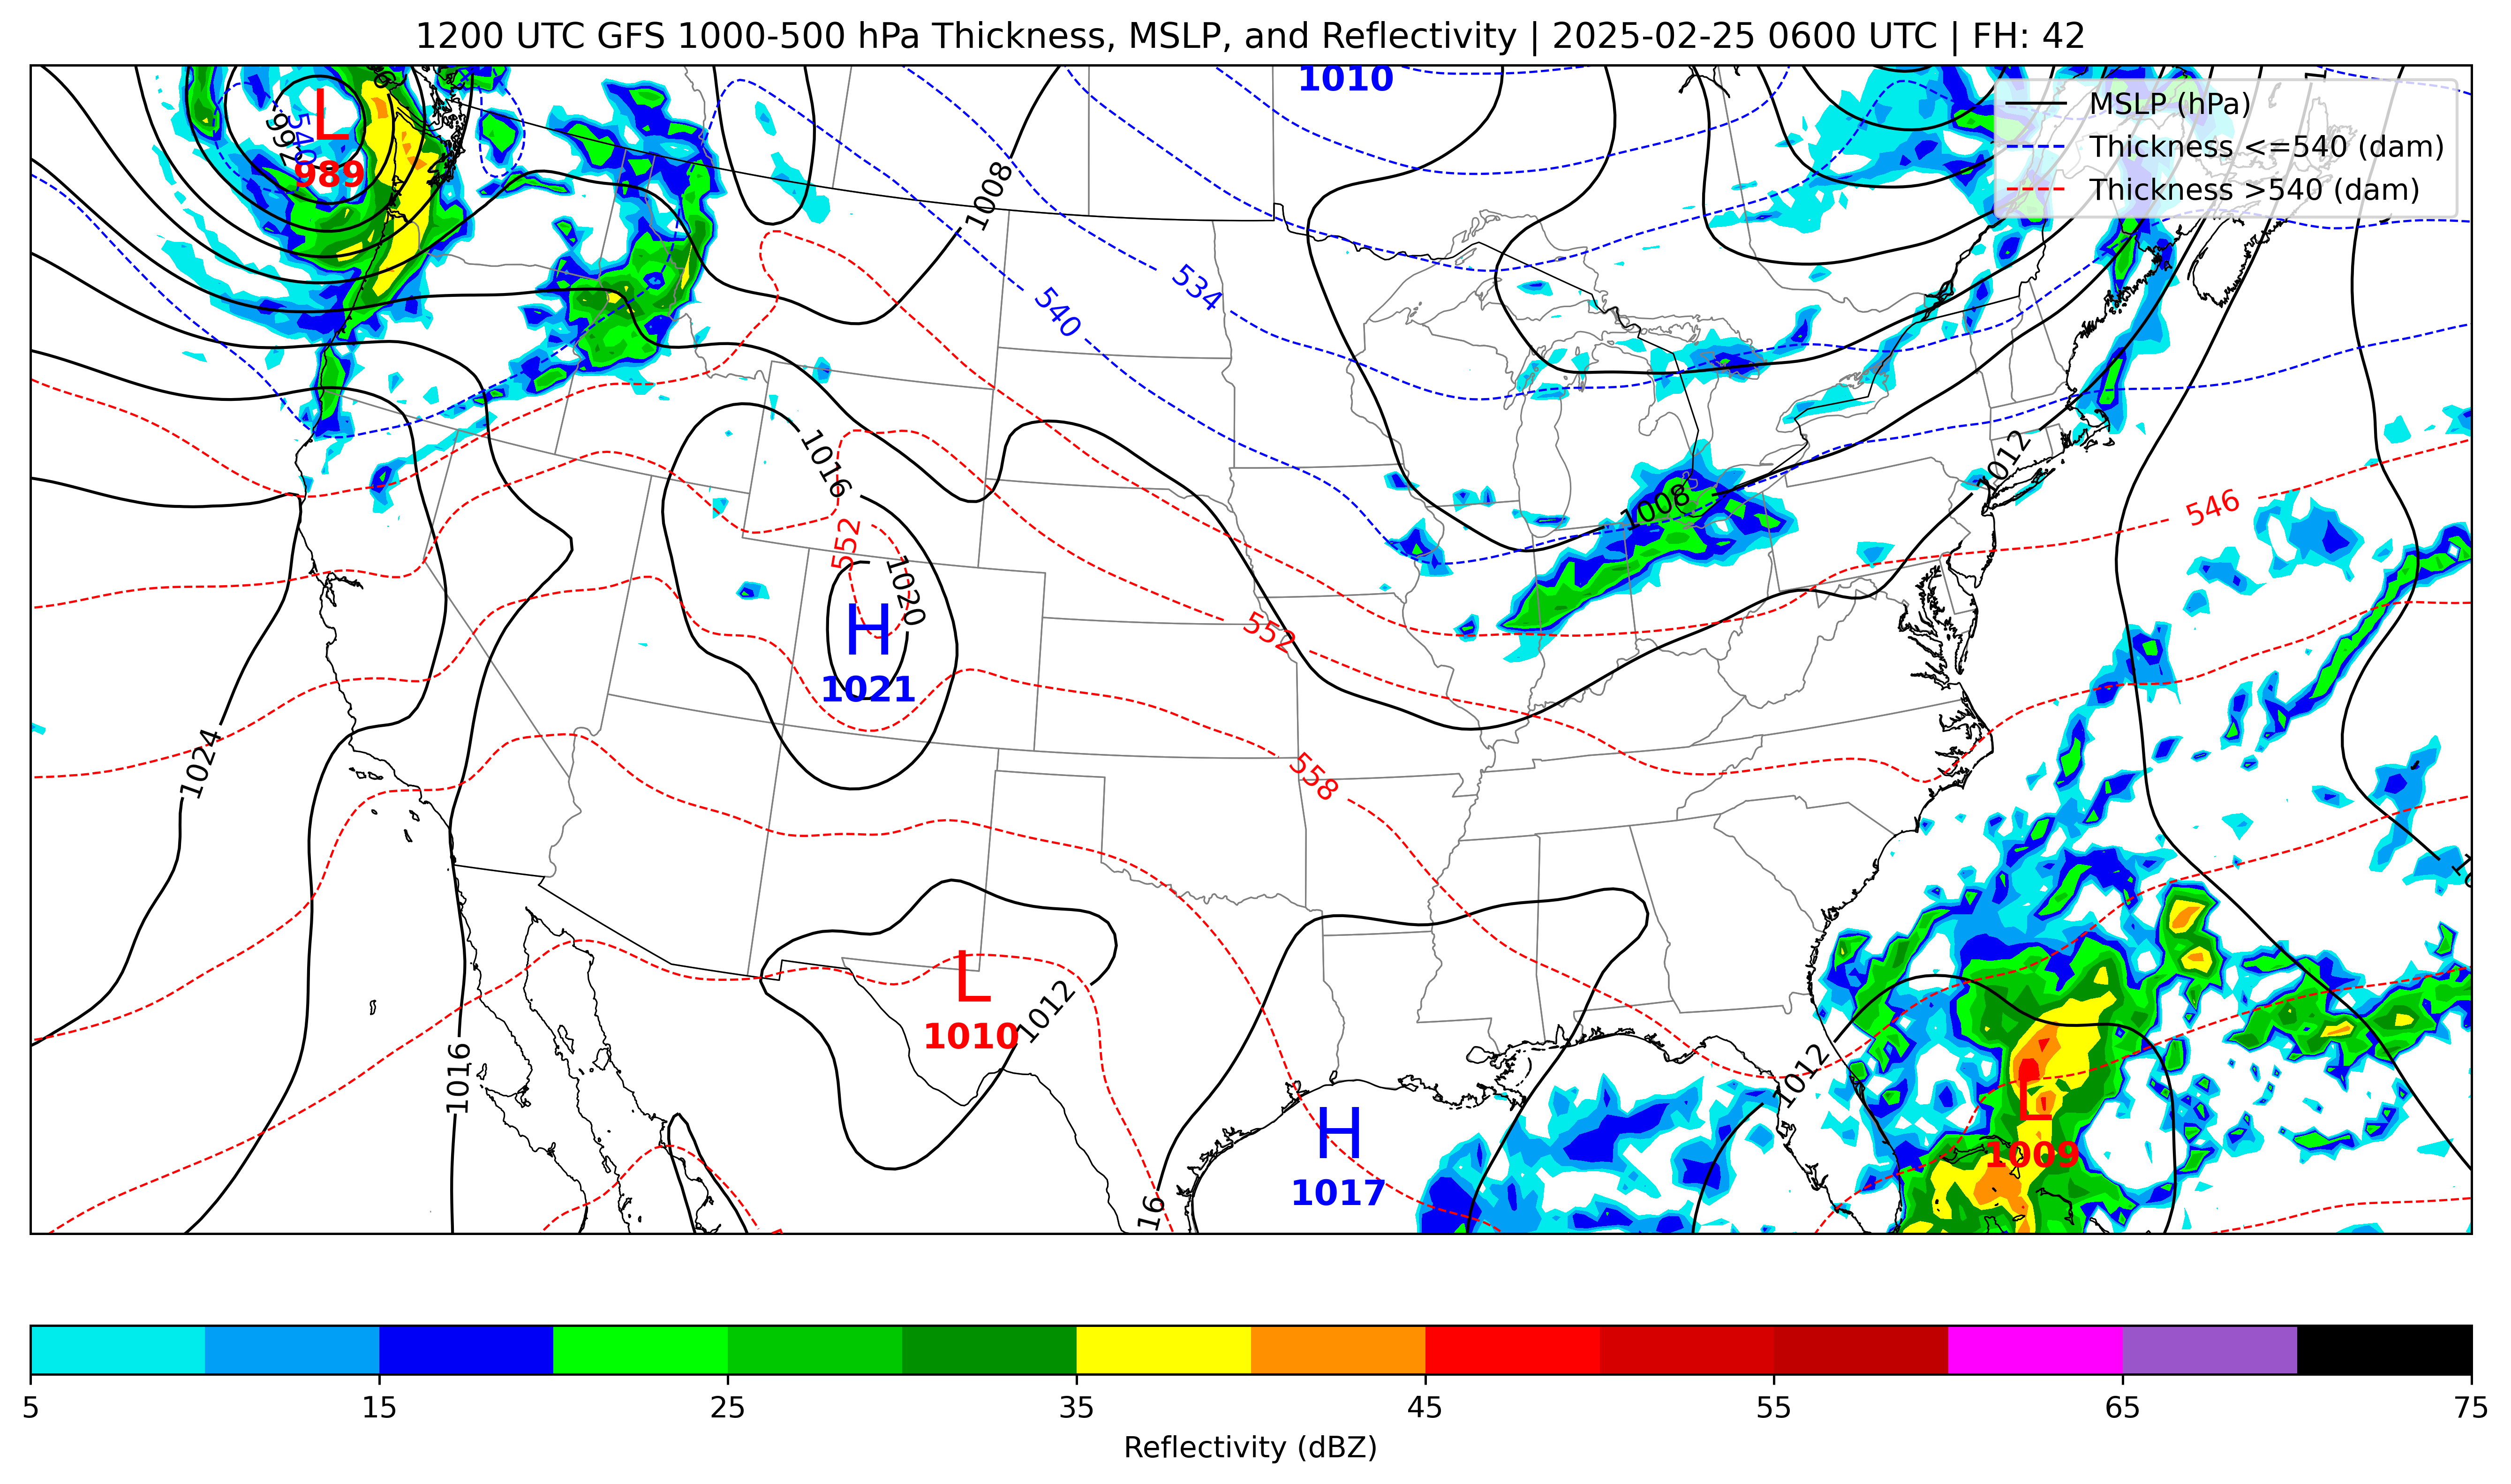 1200 UTC GFS 1000-500 hPa Thickness, MSLP, and Reflectivity | 2025-02-25 0600 UTC | FH: 42
1010
MSLP (hPa)
Thickness <=540 (dam)
Thickness >540 (dam)
L
989
992
540
1008
534
540
1016
1012
1008
546
552
1020
H
1021
552
558
1024
L
1010
1012
1012
1016
L
1009
H
1017
16
5 15 25 35 45 55 65 75
Reflectivity (dBZ)